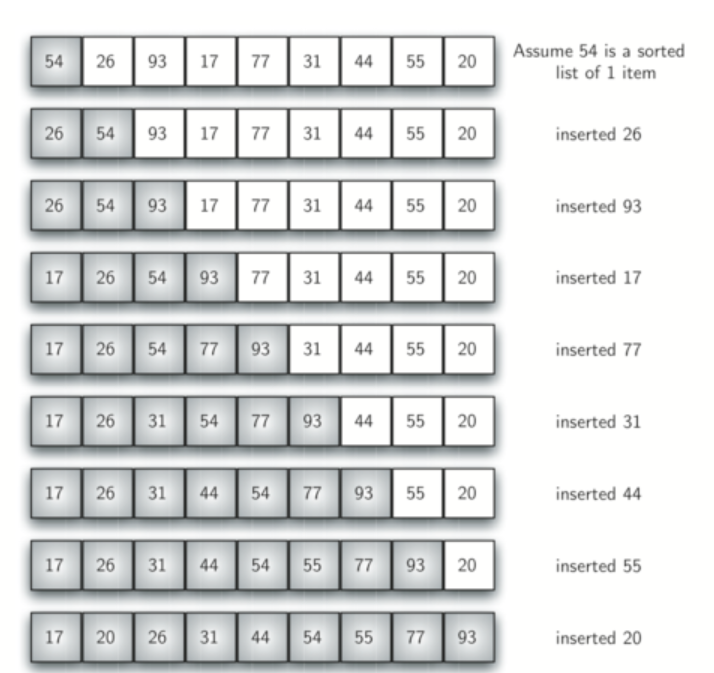 54 26 93 17 77 31 44 55 20 Assume 54 is a sorted
list of 1 item
26 54 93 17 77 31 44 55 20 inserted 26
26 54 93 17 77 31 44 55 20 inserted 93
17 26 54 93 77 31 44 55 20 inserted 17
17 26 54 77 93 31 44 55 20 inserted 77
17 26 31 54 77 93 44 55 20 inserted 31
17 26 31 44 54 77 93 55 20 inserted 44
17 26 31 44 54 55 77 93 20 inserted 55
17 20 26 31 44 54 55 77 93 inserted 20